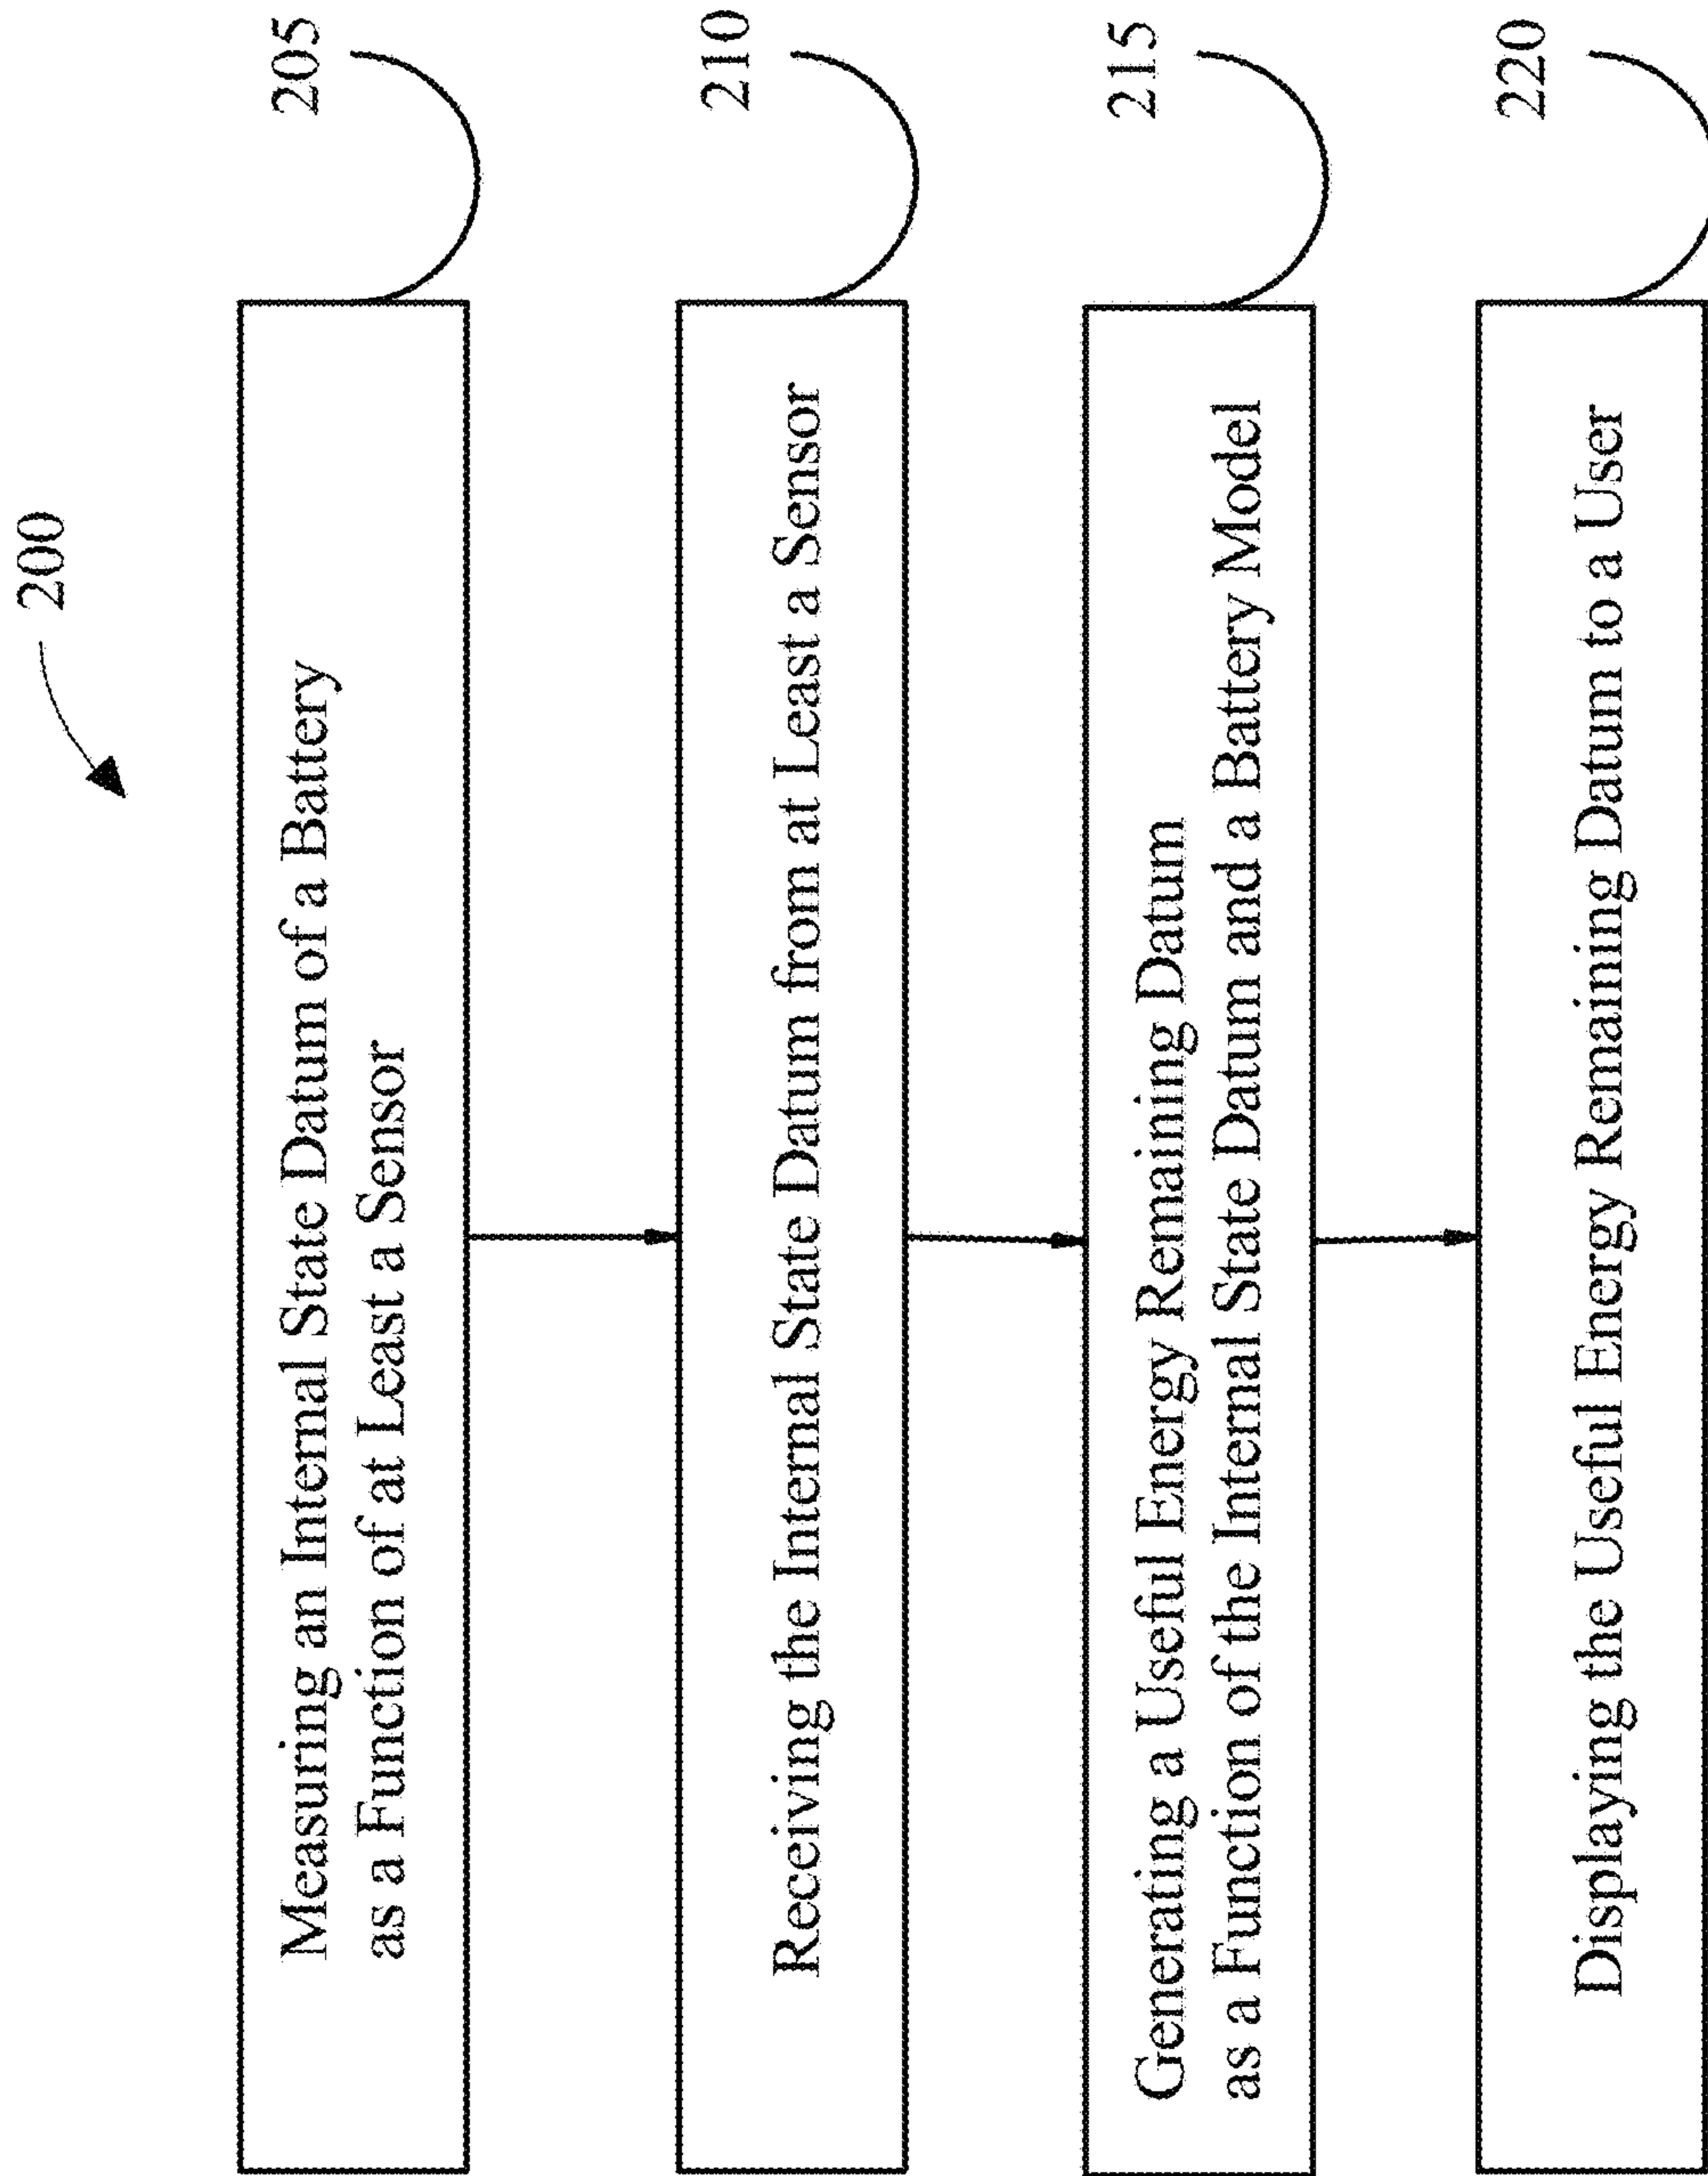 200
205
Measuring an Internal State Datum of a Battery
as a Function of at Least a Sensor
210
Receiving the Internal State Datum from at Least a Sensor
215
Generating a Useful Energy Remaining Datum
as a Function of the Internal State Datum and a Battery Model
220
Displaying the Useful Energy Remaining Datum to a User